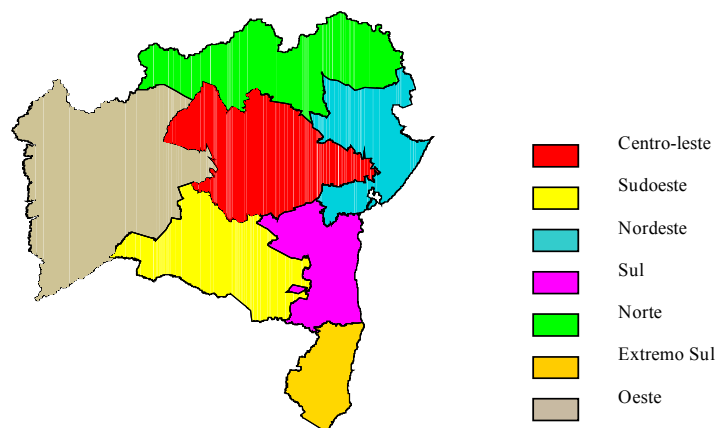 Centro-leste
Sudoeste
Nordeste
Sul
Norte
Extremo Sul
Oeste